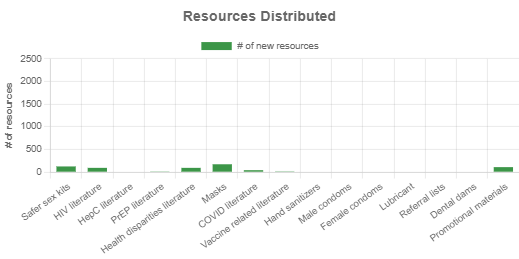 Resources Distributed
# of new resources
# of resources
2500
2000
1500
1000
500
0
Safer sex kits
HIV literature
HepC literature
PrEP literature
Health disparities literature
Masks
COVID literature
Vaccine related literature
Hand sanitizers
Male condoms
Female condoms
Lubricant
Referral lists
Dental dams
Promotional materials